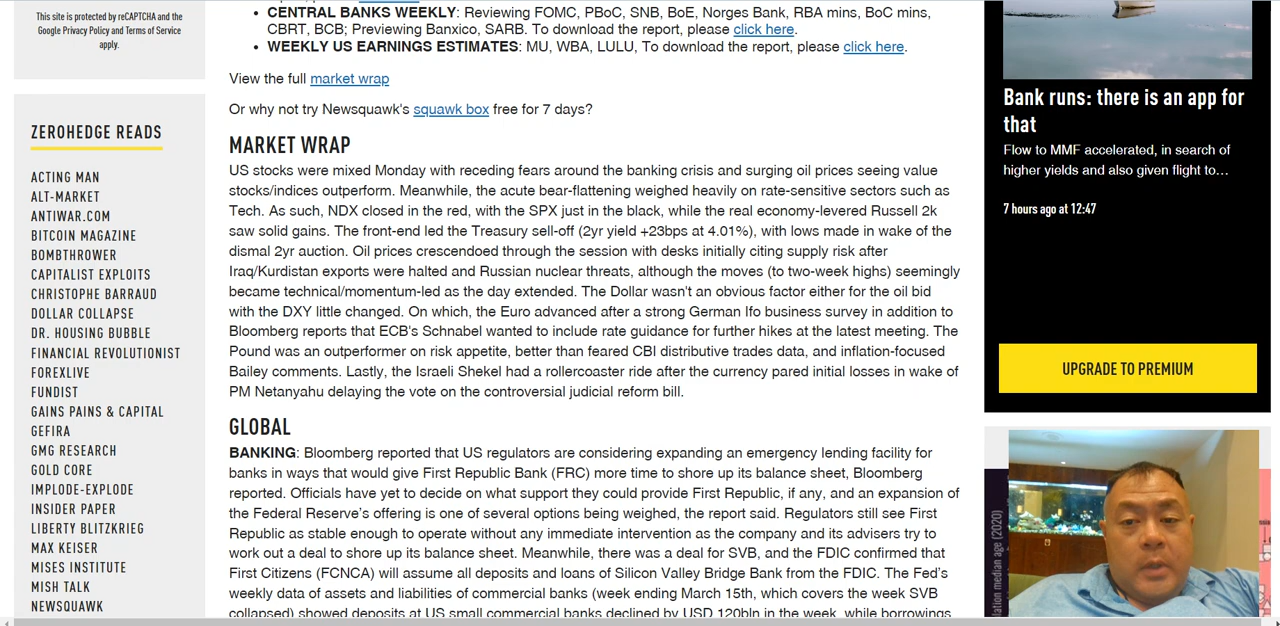 This site is protected by reCAPTCHA and the
Google Privacy Policy and Terms of Service
apply.
ZEROHEDGE READS
ACTING MAN
ALT-MARKET
ANTIWAR.COM
BITCOIN MAGAZINE
BOMBTHROWER
CAPITALIST EXPLOITS
CHRISTOPHE BARRAUD
DOLLAR COLLAPSE
DR. HOUSING BUBBLE
FINANCIAL REVOLUTIONIST
FOREXLIVE
FUNDIST
GAINS PAINS & CAPITAL
GEFIRA
GMG RESEARCH
GOLD CORE
IMPLODE-EXPLODE
INSIDER PAPER
LIBERTY BLITZKRIEG
MAX KEISER
MISES INSTITUTE
MISH TALK
NEWSQUAWK
• CENTRAL BANKS WEEKLY: Reviewing FOMC, PBoC, SNB, BoE, Norges Bank, RBA mins, BoC mins,
CBRT, BCB; Previewing Banxico, SARB. To download the report, please click here.
• WEEKLY US EARNINGS ESTIMATES: MU, WBA, LULU, To download the report, please click here.
View the full market wrap
Or why not try Newsquawk's squawk box free for 7 days?
MARKET WRAP
US stocks were mixed Monday with receding fears around the banking crisis and surging oil prices seeing value
stocks/indices outperform. Meanwhile, the acute bear-flattening weighed heavily on rate-sensitive sectors such as
Tech. As such, NDX closed in the red, with the SPX just in the black, while the real economy-levered Russell 2k
saw solid gains. The front-end led the Treasury sell-off (2yr yield +23bps at 4.01%), with lows made in wake of the
dismal 2yr auction. Oil prices crescendoed through the session with desks initially citing supply risk after
Iraq/Kurdistan exports were halted and Russian nuclear threats, although the moves (to two-week highs) seemingly
became technical/momentum-led as the day extended. The Dollar wasn't an obvious factor either for the oil bid
with the DXY little changed. On which, the Euro advanced after a strong German Ifo business survey in addition to
Bloomberg reports that ECB's Schnabel wanted to include rate guidance for further hikes at the latest meeting. The
Pound was an outperformer on risk appetite, better than feared CBI distributive trades data, and inflation-focused
Bailey comments. Lastly, the Israeli Shekel had a rollercoaster ride after the currency pared initial losses in wake of
PM Netanyahu delaying the vote on the controversial judicial reform bill.
GLOBAL
BANKING: Bloomberg reported that US regulators are considering expanding an emergency lending facility for
banks in ways that would give First Republic Bank (FRC) more time to shore up its balance sheet, Bloomberg
reported. Officials have yet to decide on what support they could provide First Republic, if any, and an expansion of
the Federal Reserve's offering is one of several options being weighed, the report said. Regulators still see First
Republic as stable enough to operate without any immediate intervention as the company and its advisers try to
work out a deal to shore up its balance sheet. Meanwhile, there was a deal for SVB, and the FDIC confirmed that
First Citizens (FCNCA) will assume all deposits and loans of Silicon Valley Bridge Bank from the FDIC. The Fed's
weekly data of assets and liabilities of commercial banks (week ending March 15th, which covers the week SVB
collapsed) showed deposits at US small commercial banks declined by USD 120bln in the week, while borrowings
Bank runs: there is an app for
that
Flow to MMF accelerated, in search of
higher yields and also given flight to…
7 hours ago at 12:47
UPGRADE TO PREMIUM
median age (2020)